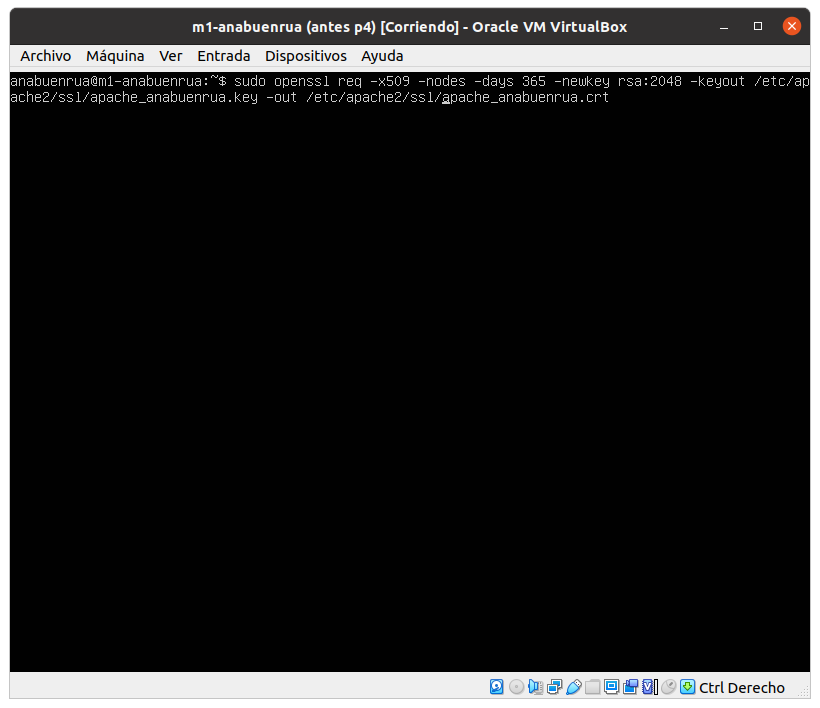 m1-anabuenrua (antes p4) [Corriendo] - Oracle VM VirtualBox
Archivo Máquina Ver Entrada Dispositivos Ayuda
anabuenrua@m1-anabuenrua:~$ sudo openssl req -x509 -nodes -days 365 -newkey rsa:2048 -keyout /etc/ap
ache2/ssl/apache_anabuenrua.key -out /etc/apache2/ssl/apache_anabuenrua.crt
Ctrl Derecho